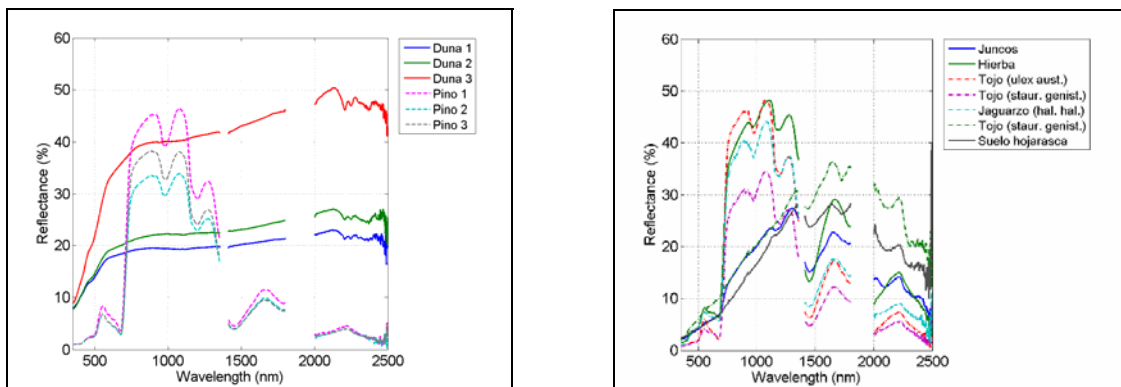 60
50
40
30
20
10
0
Reflectance (%)
500 1000 1500 2000 2500
Wavelength (nm)
Duna 1
Duna 2
Duna 3
Pino 1
Pino 2
Pino 3
60
50
40
30
20
10
0
Reflectance (%)
500 1000 1500 2000 2500
Wavelength (nm)
Juncos
Hierba
Tojo (ulex aust.)
Tojo (staur. genist.)
Jaguarzo (hal. hal.)
Tojo (staur. genist.)
Suelo hojarasca